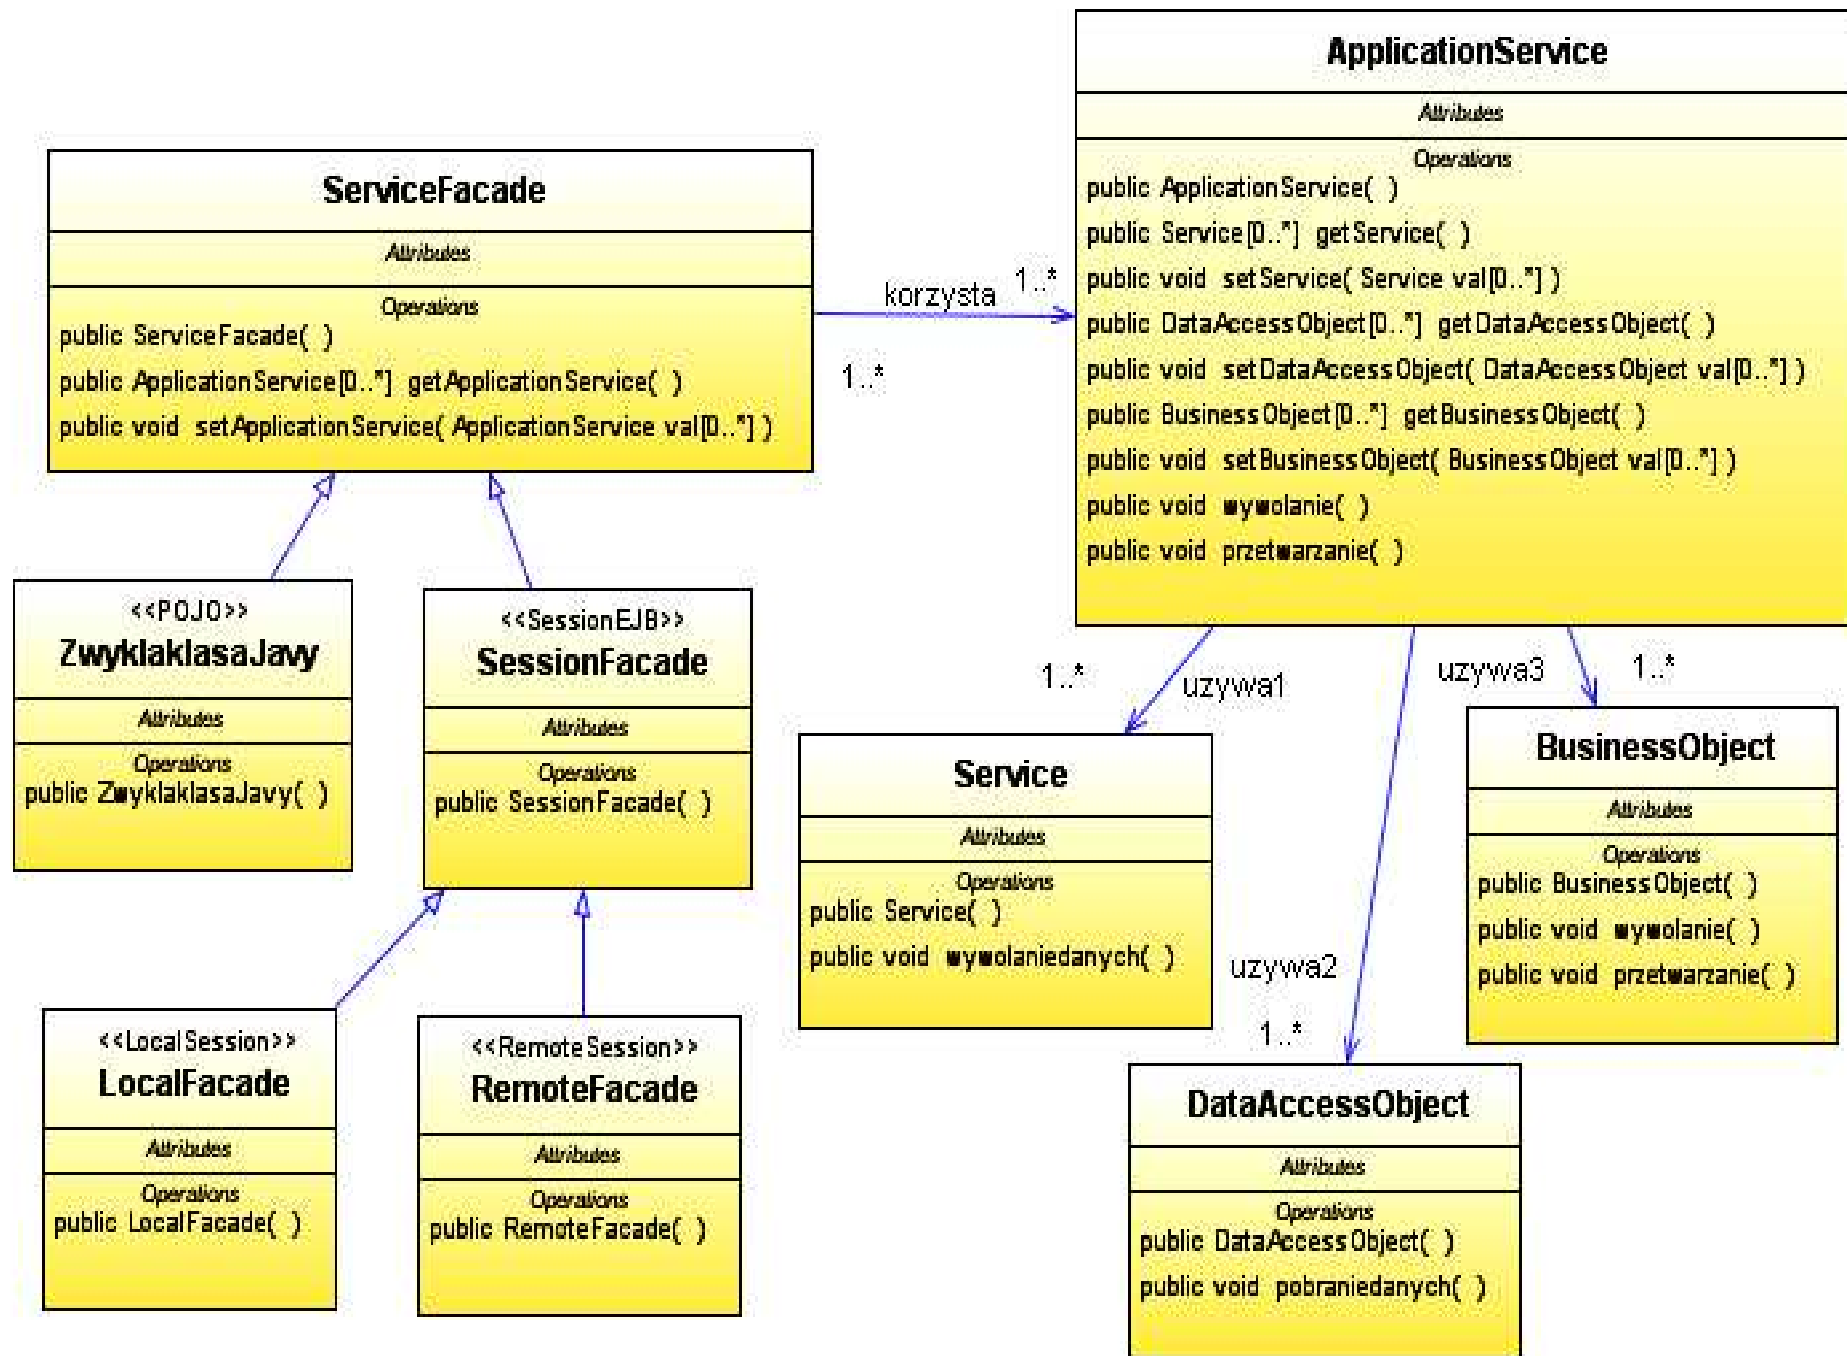 ServiceFacade
Attributes
Operations
public ServiceFacade( )
public ApplicationService[0..*] getApplicationService( )
public void setApplicationService( ApplicationService val[0..*] )
korzysta
1..*
1..*
ApplicationService
Attributes
Operations
public ApplicationService( )
public Service[0..*] getService( )
public void setService( Service val[0..*] )
public DataAccessObject[0..*] getDataAccessObject( )
public void setDataAccessObject( DataAccessObject val[0..*] )
public BusinessObject[0..*] getBusinessObject( )
public void setBusinessObject( BusinessObject val[0..*] )
public void wywolanie( )
public void przetwarzanie( )
<<POJO>>
ZwyklaklasaJavy
Attributes
Operations
public ZwyklaklasaJavy( )
<<SessionEJB>>
SessionFacade
Attributes
Operations
public SessionFacade( )
1..*
uzywa1
uzywa3
1..*
Service
Attributes
Operations
public Service( )
public void wywolaniedanych( )
BusinessObject
Attributes
Operations
public BusinessObject( )
public void wywolanie( )
public void przetwarzanie( )
uzywa2
1..*
<<LocalSession>>
LocalFacade
Attributes
Operations
public LocalFacade( )
<<RemoteSession>>
RemoteFacade
Attributes
Operations
public RemoteFacade( )
DataAccessObject
Attributes
Operations
public DataAccessObject( )
public void pobraniedanych( )